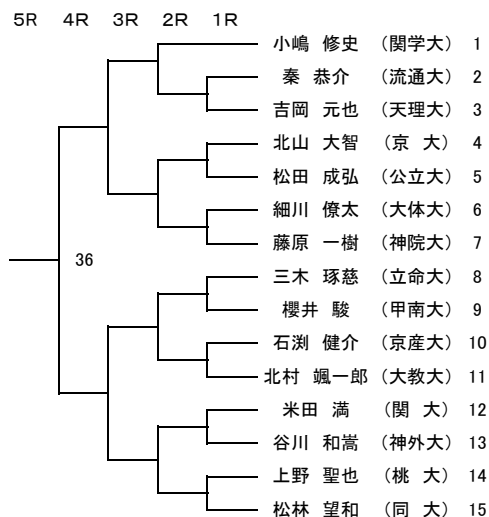 5R 4R 3R 2R 1R
小嶋 修史 (関学大) 1
秦 恭介 (流通大) 2
吉岡 元也 (天理大) 3
北山 大智 (京 大) 4
松田 成弘 (公立大) 5
細川 僚太 (大体大) 6
藤原 一樹 (神院大) 7
36
三木 琢慈 (立命大) 8
櫻井 駿 (甲南大) 9
石渕 健介 (京産大) 10
北村 颯一郎 (大教大) 11
米田 満 (関 大) 12
谷川 和嵩 (神外大) 13
上野 聖也 (桃 大) 14
松林 望和 (同 大) 15